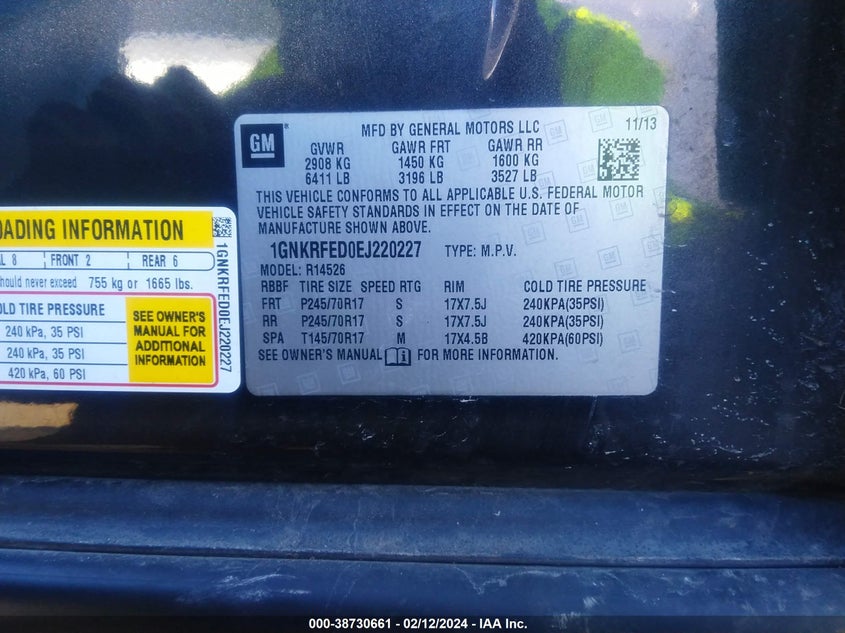 GM
MFD BY GENERAL MOTORS LLC 11/13
GVWR GAWR FRT GAWR RR
2908 KG 1450 KG 1600 KG
6411 LB 3196 LB 3527 LB
THIS VEHICLE CONFORMS TO ALL APPLICABLE U.S. FEDERAL MOTOR
VEHICLE SAFETY STANDARDS IN EFFECT ON THE DATE OF
MANUFACTURE SHOWN ABOVE.
1GNKRFED0EJ220227 TYPE: M.P.V.
MODEL: R14526
RBBF TIRE SIZE SPEED RTG RIM COLD TIRE PRESSURE
FRT P245/70R17 S 17X7.5J 240KPA(35PSI)
RR P245/70R17 S 17X7.5J 240KPA(35PSI)
SPA T145/70R17 M 17X4.5B 420KPA(60PSI)
SEE OWNER'S MANUAL FOR MORE INFORMATION.
OADING INFORMATION
L 8 FRONT 2 REAR 6
hould never exceed 755 kg or 1665 lbs.
OLD TIRE PRESSURE
240 kPa, 35 PSI
240 kPa, 35 PSI
420 kPa, 60 PSI
SEE OWNER'S
MANUAL FOR
ADDITIONAL
INFORMATION
1GNKRFED0EJ220227
000-38730661 — 02/12/2024 — IAA Inc.